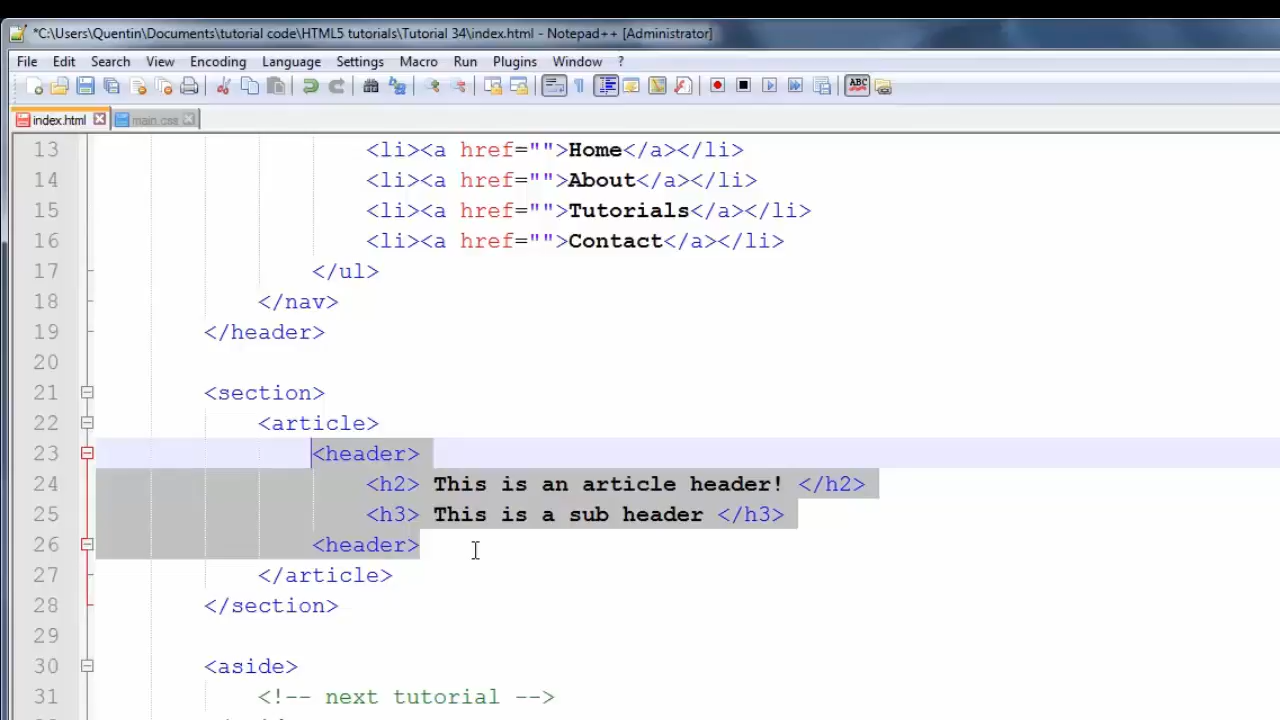 *C:\Users\Quentin\Documents\tutorial code\HTML5 tutorials\Tutorial 34\index.html - Notepad++ [Administrator]
File Edit Search View Encoding Language Settings Macro Run Plugins Window ?
ABC
index.html main.css
13 <li><a href="">Home</a></li>
14 <li><a href="">About</a></li>
15 <li><a href="">Tutorials</a></li>
16 <li><a href="">Contact</a></li>
17 </ul>
18 </nav>
19 </header>
20
21 <section>
22 <article>
23 <header>
24 <h2> This is an article header! </h2>
25 <h3> This is a sub header </h3>
26 <header>
27 </article>
28 </section>
29
30 <aside>
31 <!-- next tutorial -->